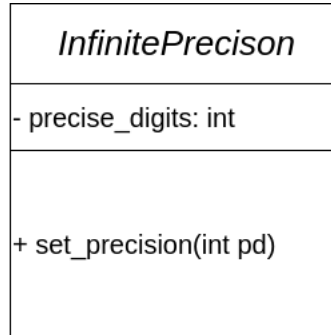 InfinitePrecison
- precise_digits: int
+ set_precision(int pd)